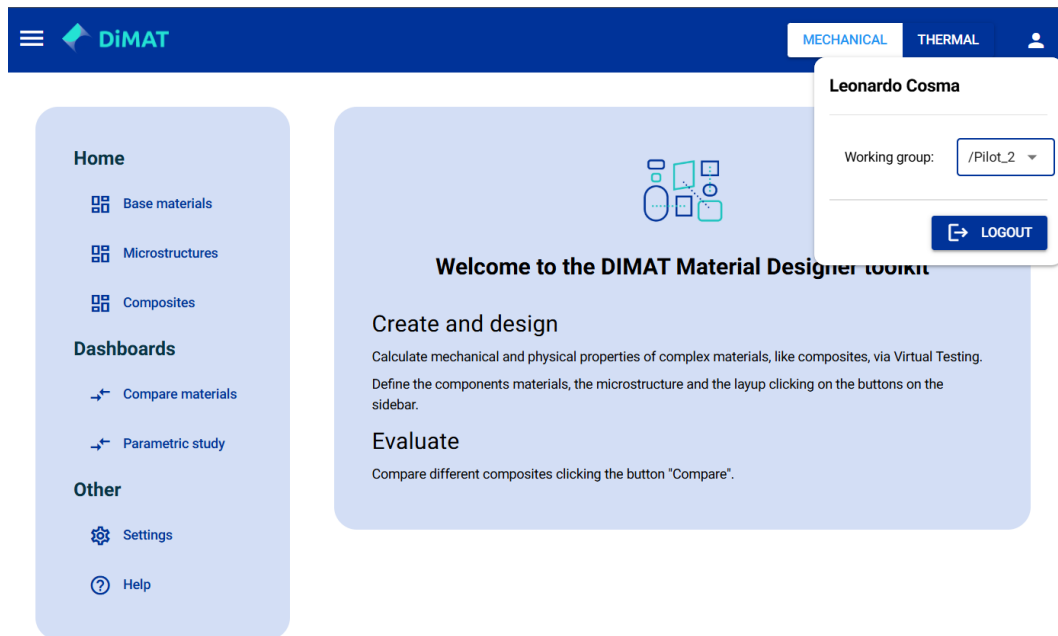 DiMAT
MECHANICAL
THERMAL
Leonardo Cosma
Working group:
/Pilot_2
LOGOUT
Home
Base materials
Microstructures
Composites
Dashboards
Compare materials
Parametric study
Other
Settings
Help
Welcome to the DIMAT Material Designer toolkit
Create and design
Calculate mechanical and physical properties of complex materials, like composites, via Virtual Testing.
Define the components materials, the microstructure and the layup clicking on the buttons on the
sidebar.
Evaluate
Compare different composites clicking the button "Compare".